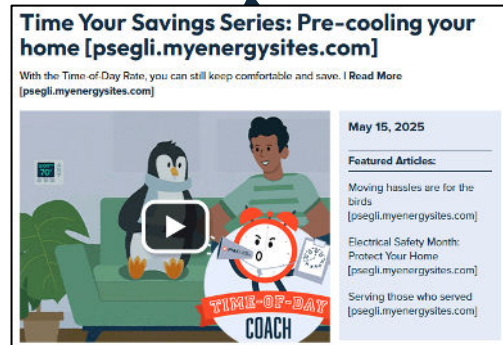 Time Your Savings Series: Pre-cooling your
home [psegli.myenergysites.com]
With the Time-of-Day Rate, you can still keep comfortable and save. | Read More
[psegli.myenergysites.com]
70°
TIME-OF-DAY
COACH
May 15, 2025
Featured Articles:
Moving hassles are for the
birds
[psegli.myenergysites.com]
Electrical Safety Month:
Protect Your Home
[psegli.myenergysites.com]
Serving those who served
[psegli.myenergysites.com]